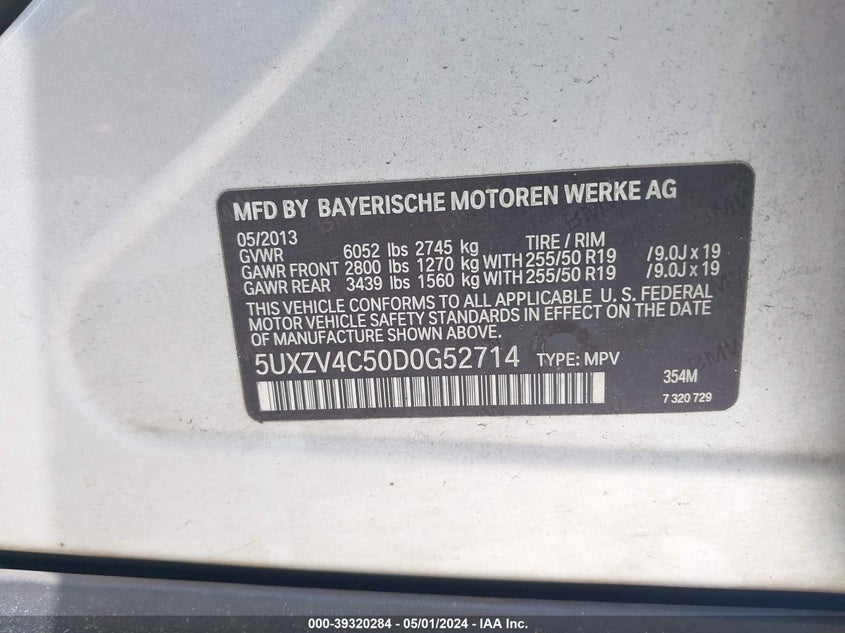 MFD BY BAYERISCHE MOTOREN WERKE AG
05/2013 TIRE / RIM
GVWR 6052 lbs 2745 kg
GAWR FRONT 2800 lbs 1270 kg WITH 255/50 R19 /9.0J x 19
GAWR REAR 3439 lbs 1560 kg WITH 255/50 R19 /9.0J x 19
THIS VEHICLE CONFORMS TO ALL APPLICABLE U. S. FEDERAL
MOTOR VEHICLE SAFETY STANDARDS IN EFFECT ON THE DATE
OF MANUFACTURE SHOWN ABOVE.
5UXZV4C50D0G52714 TYPE: MPV
354M
7 320 729
BMW
000-39320284 - 05/01/2024 - IAA Inc.